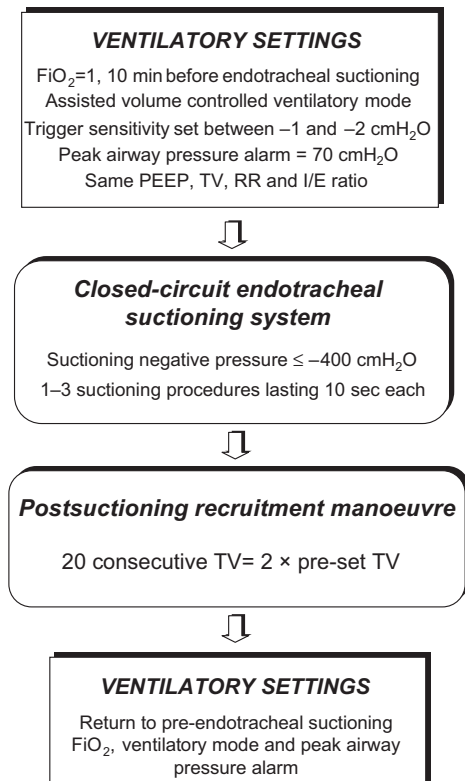 VENTILATORY SETTINGS
FiO₂=1, 10 min before endotracheal suctioning
Assisted volume controlled ventilatory mode
Trigger sensitivity set between –1 and –2 cmH₂O
Peak airway pressure alarm = 70 cmH₂O
Same PEEP, TV, RR and I/E ratio
Closed-circuit endotracheal
suctioning system
Suctioning negative pressure ≤ –400 cmH₂O
1–3 suctioning procedures lasting 10 sec each
Postsuctioning recruitment manoeuvre
20 consecutive TV= 2 × pre-set TV
VENTILATORY SETTINGS
Return to pre-endotracheal suctioning
FiO₂, ventilatory mode and peak airway
pressure alarm